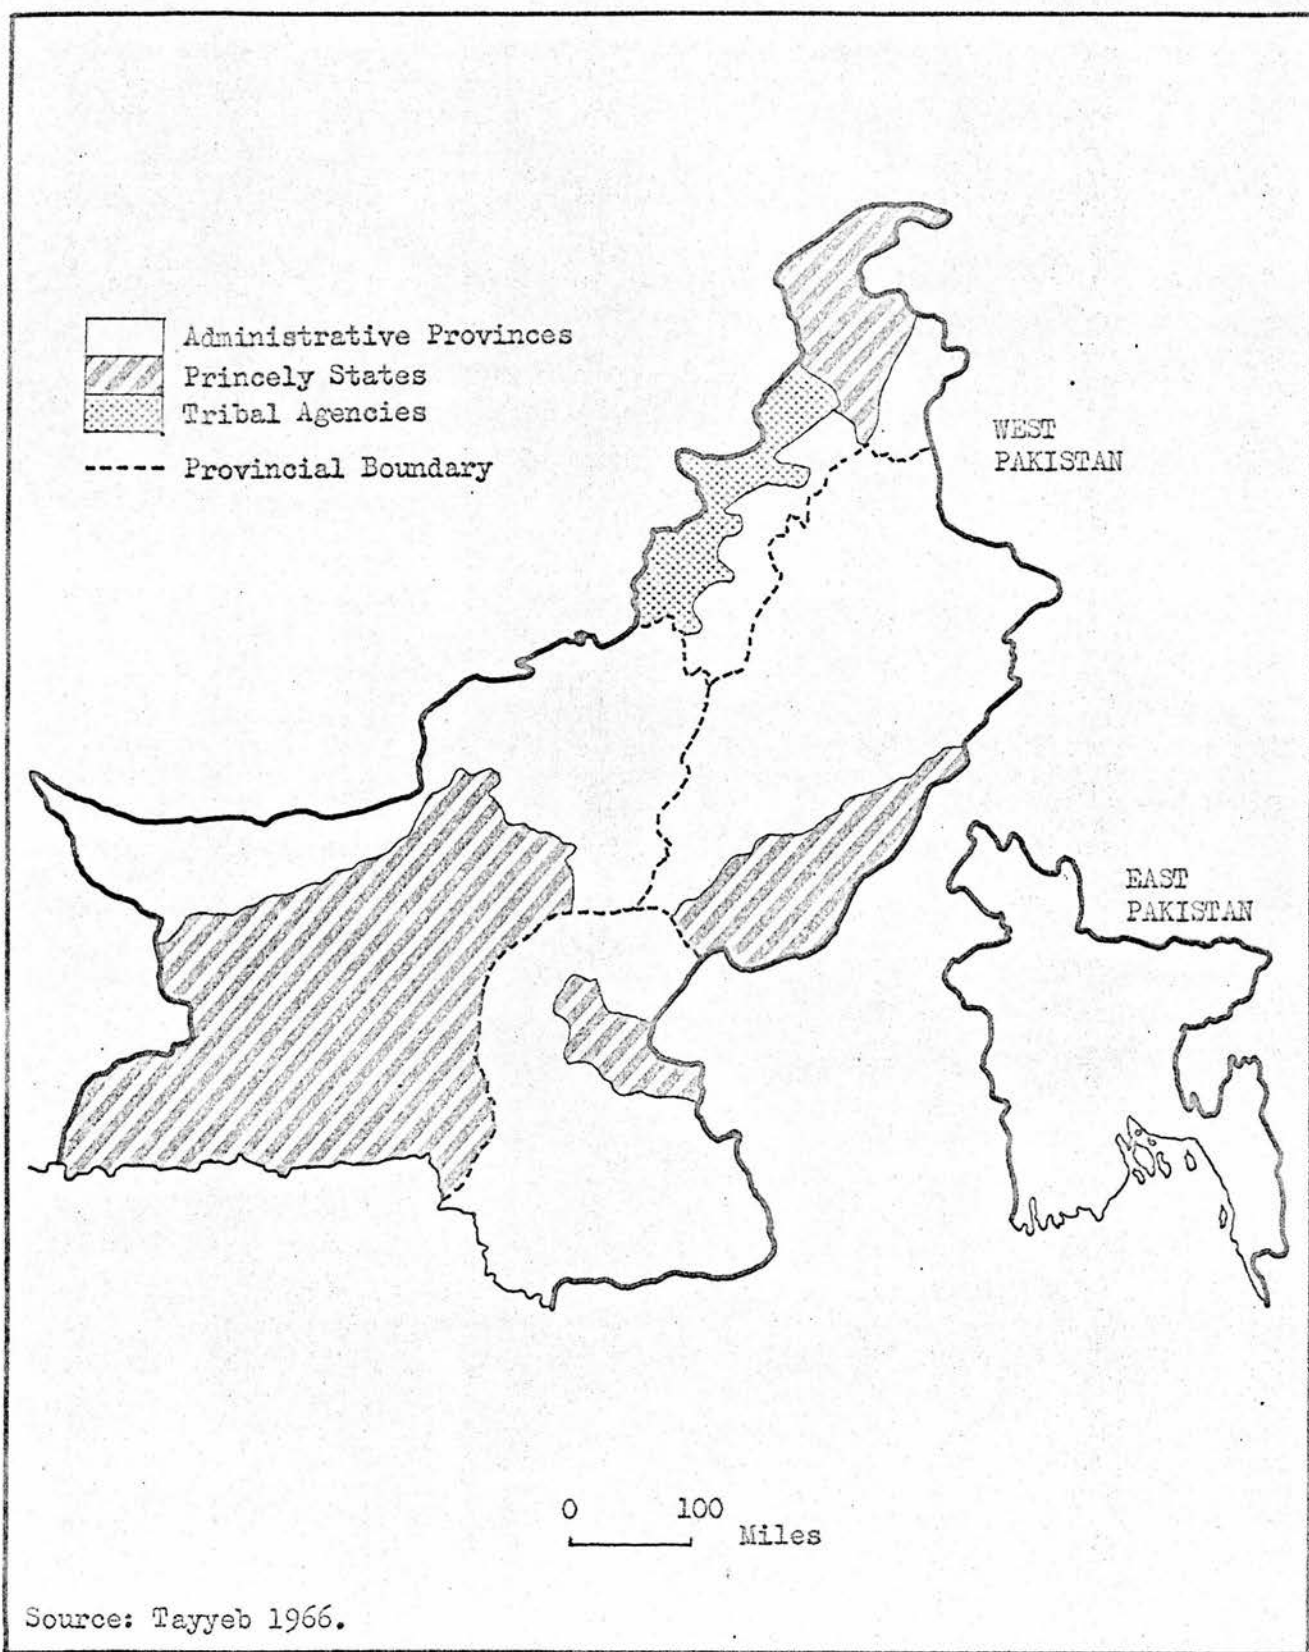 Administrative Provinces
Princely States
Tribal Agencies
Provincial Boundary
WEST
PAKISTAN
EAST
PAKISTAN
0 100
Miles
Source: Tayyeb 1966.